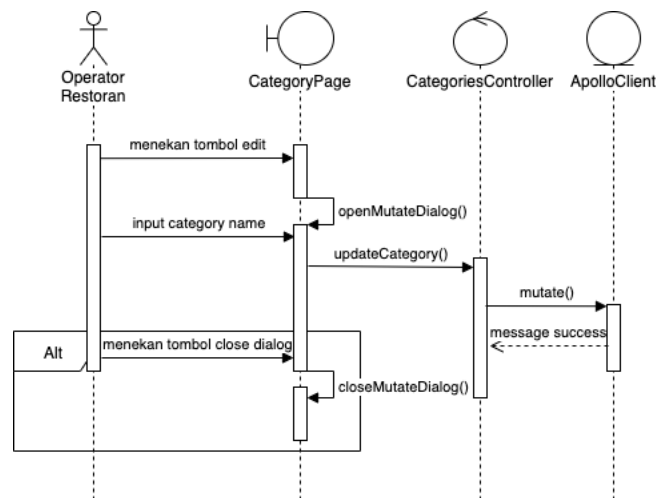 Operator
Restoran
CategoryPage
CategoriesController
ApolloClient
menekan tombol edit
openMutateDialog()
input category name
updateCategory()
mutate()
message success
Alt
menekan tombol close dialog
closeMutateDialog()